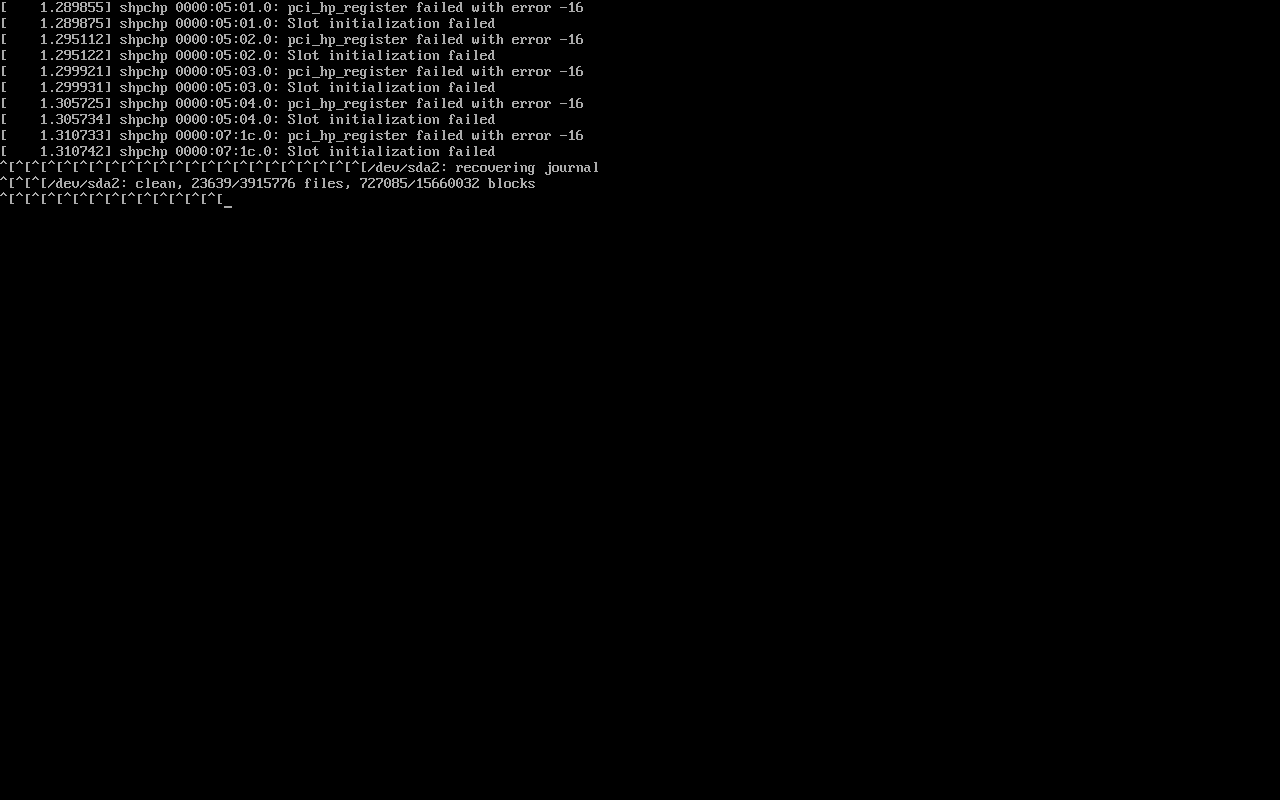 [    1.289855] shpchp 0000:05:01.0: pci_hp_register failed with error -16
[    1.289875] shpchp 0000:05:01.0: Slot initialization failed
[    1.295112] shpchp 0000:05:02.0: pci_hp_register failed with error -16
[    1.295122] shpchp 0000:05:02.0: Slot initialization failed
[    1.299921] shpchp 0000:05:03.0: pci_hp_register failed with error -16
[    1.299931] shpchp 0000:05:03.0: Slot initialization failed
[    1.305725] shpchp 0000:05:04.0: pci_hp_register failed with error -16
[    1.305734] shpchp 0000:05:04.0: Slot initialization failed
[    1.310733] shpchp 0000:07:1c.0: pci_hp_register failed with error -16
[    1.310742] shpchp 0000:07:1c.0: Slot initialization failed
^[^[^[^[^[^[^[^[^[^[^[^[^[^[^[^[^[^[^[^[^[^[^[/dev/sda2: recovering journal
^[^[^[/dev/sda2: clean, 23639/3915776 files, 727085/15660032 blocks
^[^[^[^[^[^[^[^[^[^[^[^[^[^[_